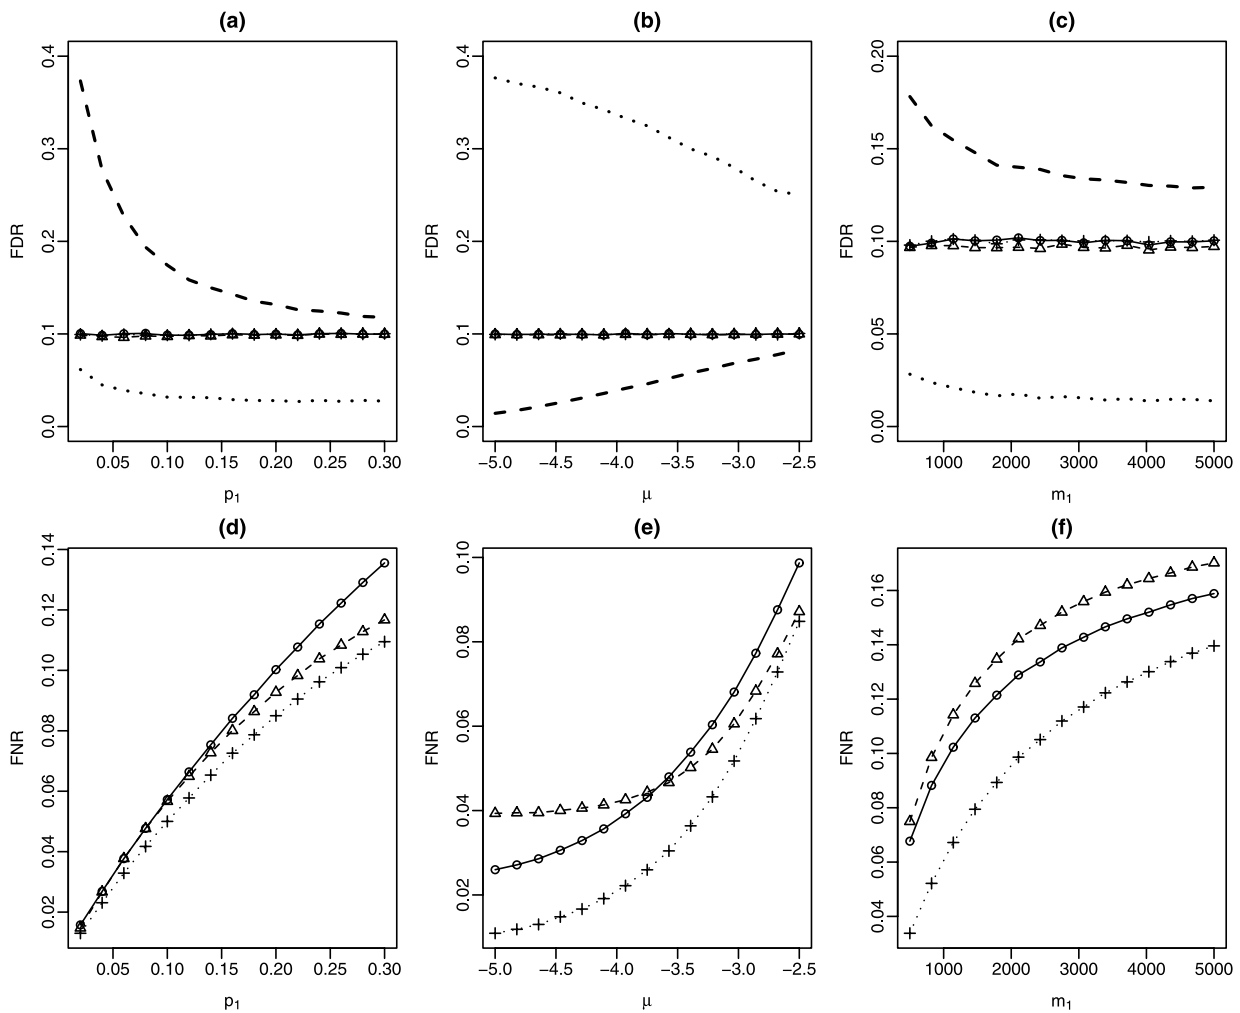 (a)
FDR
0.0 0.1 0.2 0.3 0.4
0.05 0.10 0.15 0.20 0.25 0.30
p1
(b)
FDR
0.0 0.1 0.2 0.3 0.4
−5.0 −4.5 −4.0 −3.5 −3.0 −2.5
μ
(c)
FDR
0.00 0.05 0.10 0.15 0.20
1000 2000 3000 4000 5000
m1
(d)
FNR
0.02 0.04 0.06 0.08 0.10 0.12 0.14
0.05 0.10 0.15 0.20 0.25 0.30
p1
(e)
FNR
0.02 0.04 0.06 0.08 0.10
−5.0 −4.5 −4.0 −3.5 −3.0 −2.5
μ
(f)
FNR
0.04 0.06 0.08 0.10 0.12 0.14 0.16
1000 2000 3000 4000 5000
m1